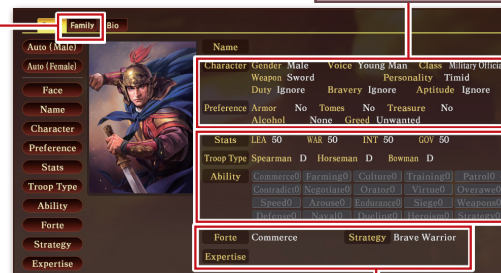 Family Bio
Auto (Male)
Auto (Female)
Face
Name
Character
Preference
Stats
Troop Type
Ability
Forte
Strategy
Expertise
Name
Character Gender Male Voice Young Man Class Military Officia
Weapon Sword Personality Timid
Duty Ignore Bravery Ignore Aptitude Ignore
Preference Armor No Tomes No Treasure No
Alcohol None Greed Unwanted
Stats LEA 50 WAR 50 INT 50 GOV 50
Troop Type Spearman D Horseman D Bowman D
Ability Commerce0 Farming0 Culture0 Training0 Patrol0
Contradict0 Negotiate0 Orator0 Virtue0 Overawe0
Speed0 Arouse0 Endurance0 Siege0 Weapons0
Defense0 Naval0 Dueling0 Heroism0 Strategy0
Forte Commerce Strategy Brave Warrior
Expertise